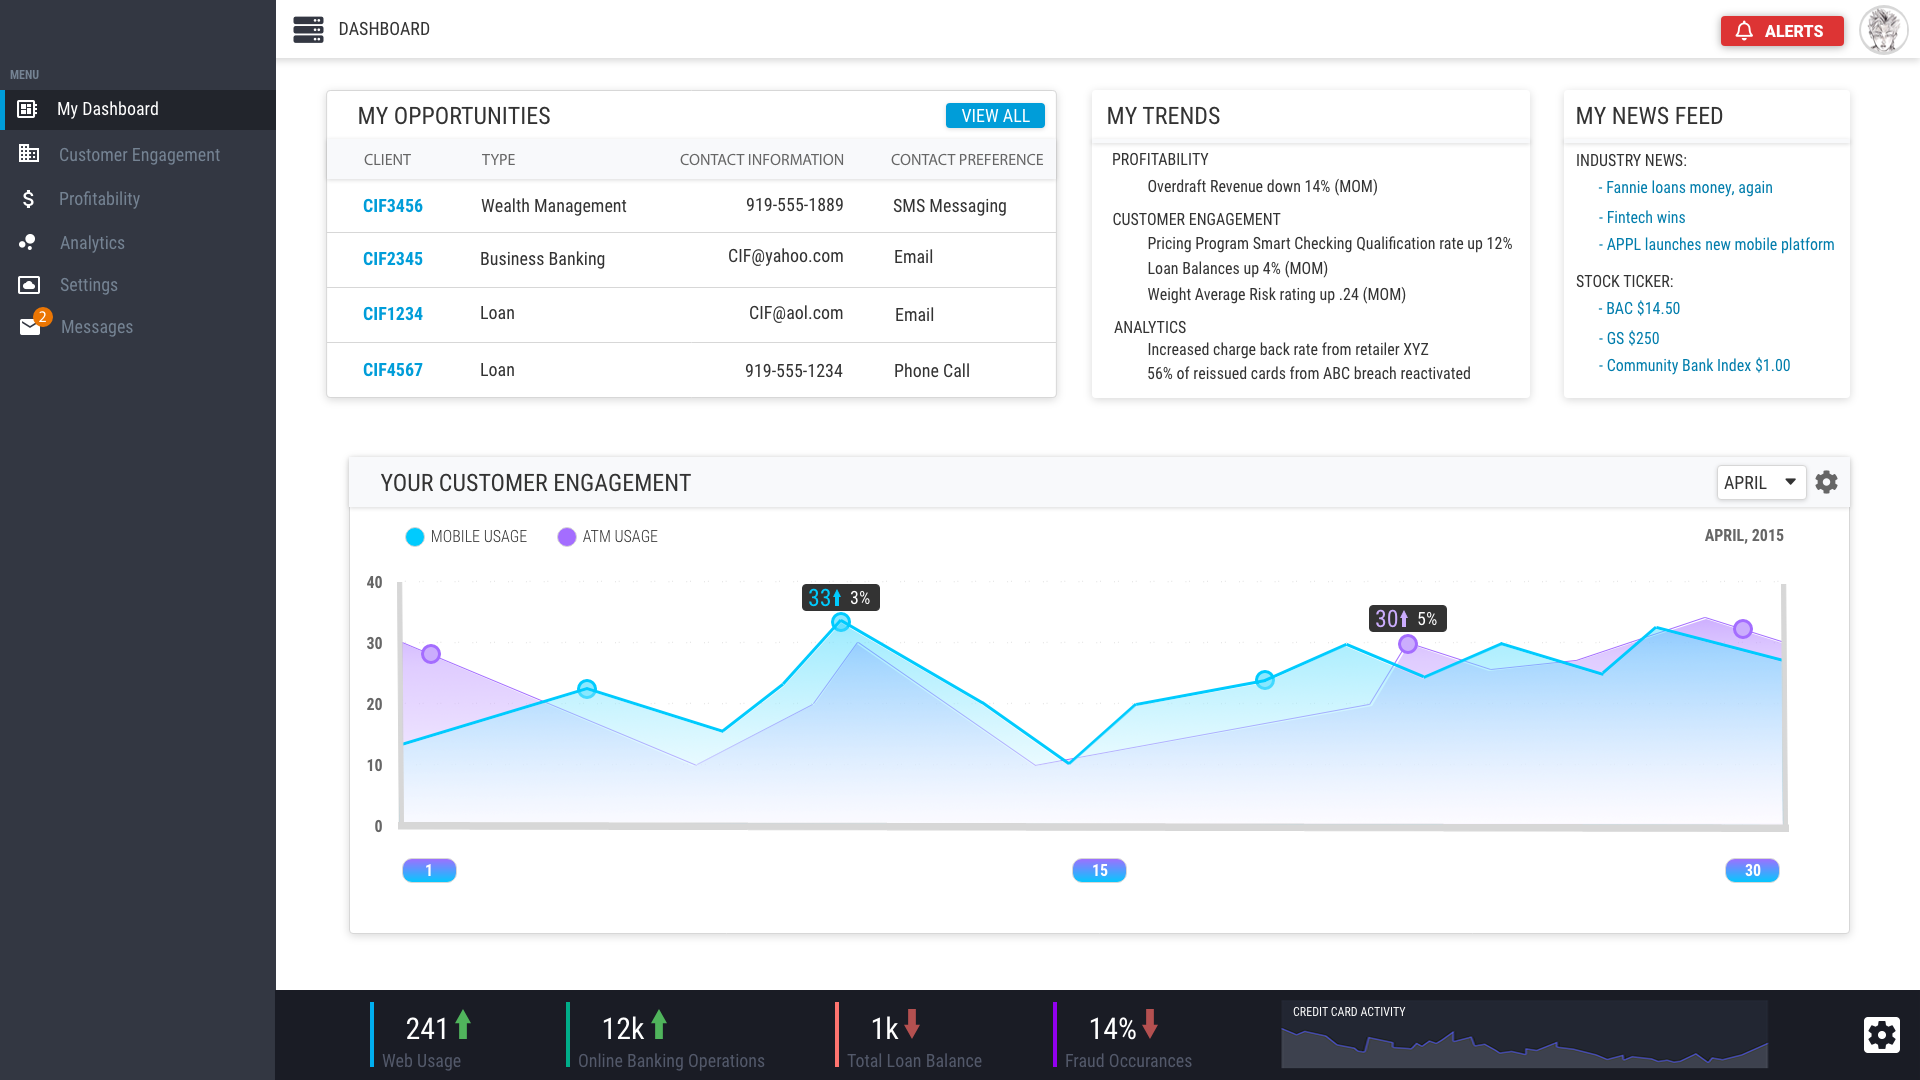 DASHBOARD
ALERTS
MENU
My Dashboard
Customer Engagement
Profitability
Analytics
Settings
2
Messages
MY OPPORTUNITIES
VIEW ALL
CLIENT TYPE CONTACT INFORMATION CONTACT PREFERENCE
CIF3456 Wealth Management 919-555-1889 SMS Messaging
CIF2345 Business Banking CIF@yahoo.com Email
CIF1234 Loan CIF@aol.com Email
CIF4567 Loan 919-555-1234 Phone Call
MY TRENDS
PROFITABILITY
Overdraft Revenue down 14% (MOM)
CUSTOMER ENGAGEMENT
Pricing Program Smart Checking Qualification rate up 12%
Loan Balances up 4% (MOM)
Weight Average Risk rating up .24 (MOM)
ANALYTICS
Increased charge back rate from retailer XYZ
56% of reissued cards from ABC breach reactivated
MY NEWS FEED
INDUSTRY NEWS:
- Fannie loans money, again
- Fintech wins
- APPL launches new mobile platform
STOCK TICKER:
- BAC $14.50
- GS $250
- Community Bank Index $1.00
YOUR CUSTOMER ENGAGEMENT
APRIL
MOBILE USAGE ATM USAGE
APRIL, 2015
40
30
20
10
0
33 3%
30 5%
1 15 30
241
Web Usage
12k
Online Banking Operations
1k
Total Loan Balance
14%
Fraud Occurances
CREDIT CARD ACTIVITY